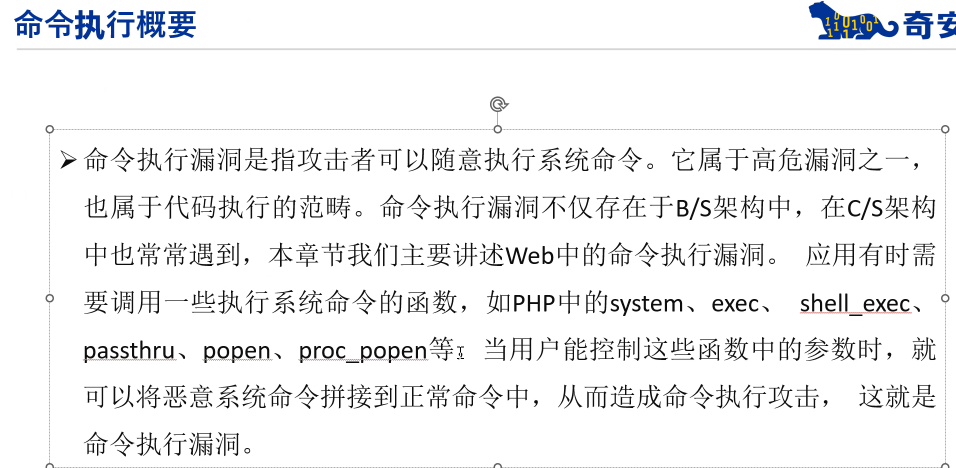 命令执行概要
奇安
命令执行漏洞是指攻击者可以随意执行系统命令。它属于高危漏洞之一，
也属于代码执行的范畴。命令执行漏洞不仅存在于B/S架构中，在C/S架构
中也常常遇到，本章节我们主要讲述Web中的命令执行漏洞。 应用有时需
要调用一些执行系统命令的函数，如PHP中的system、exec、 shell_exec、
passthru、popen、proc_popen等， 当用户能控制这些函数中的参数时，就
可以将恶意系统命令拼接到正常命令中，从而造成命令执行攻击， 这就是
命令执行漏洞。